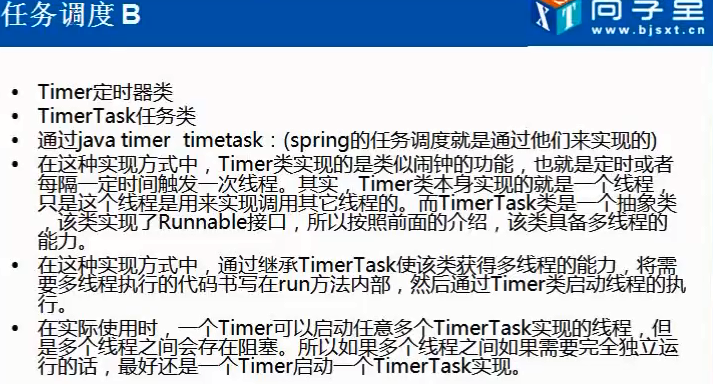 任务调度 B
XT
尚学堂
www.bjsxt.cn
• Timer定时器类
• TimerTask任务类
• 通过java timer timetask：(spring的任务调度就是通过他们来实现的)
• 在这种实现方式中，Timer类实现的是类似闹钟的功能，也就是定时或者
每隔一定时间触发一次线程。其实，Timer类本身实现的就是一个线程，
只是这个线程是用来实现调用其它线程的。而TimerTask类是一个抽象类
，该类实现了Runnable接口，所以按照前面的介绍，该类具备多线程的
能力。
• 在这种实现方式中，通过继承TimerTask使该类获得多线程的能力，将需
要多线程执行的代码书写在run方法内部，然后通过Timer类启动线程的执
行。
• 在实际使用时，一个Timer可以启动任意多个TimerTask实现的线程，但
是多个线程之间会存在阻塞。所以如果多个线程之间如果需要完全独立运
行的话，最好还是一个Timer启动一个TimerTask实现。